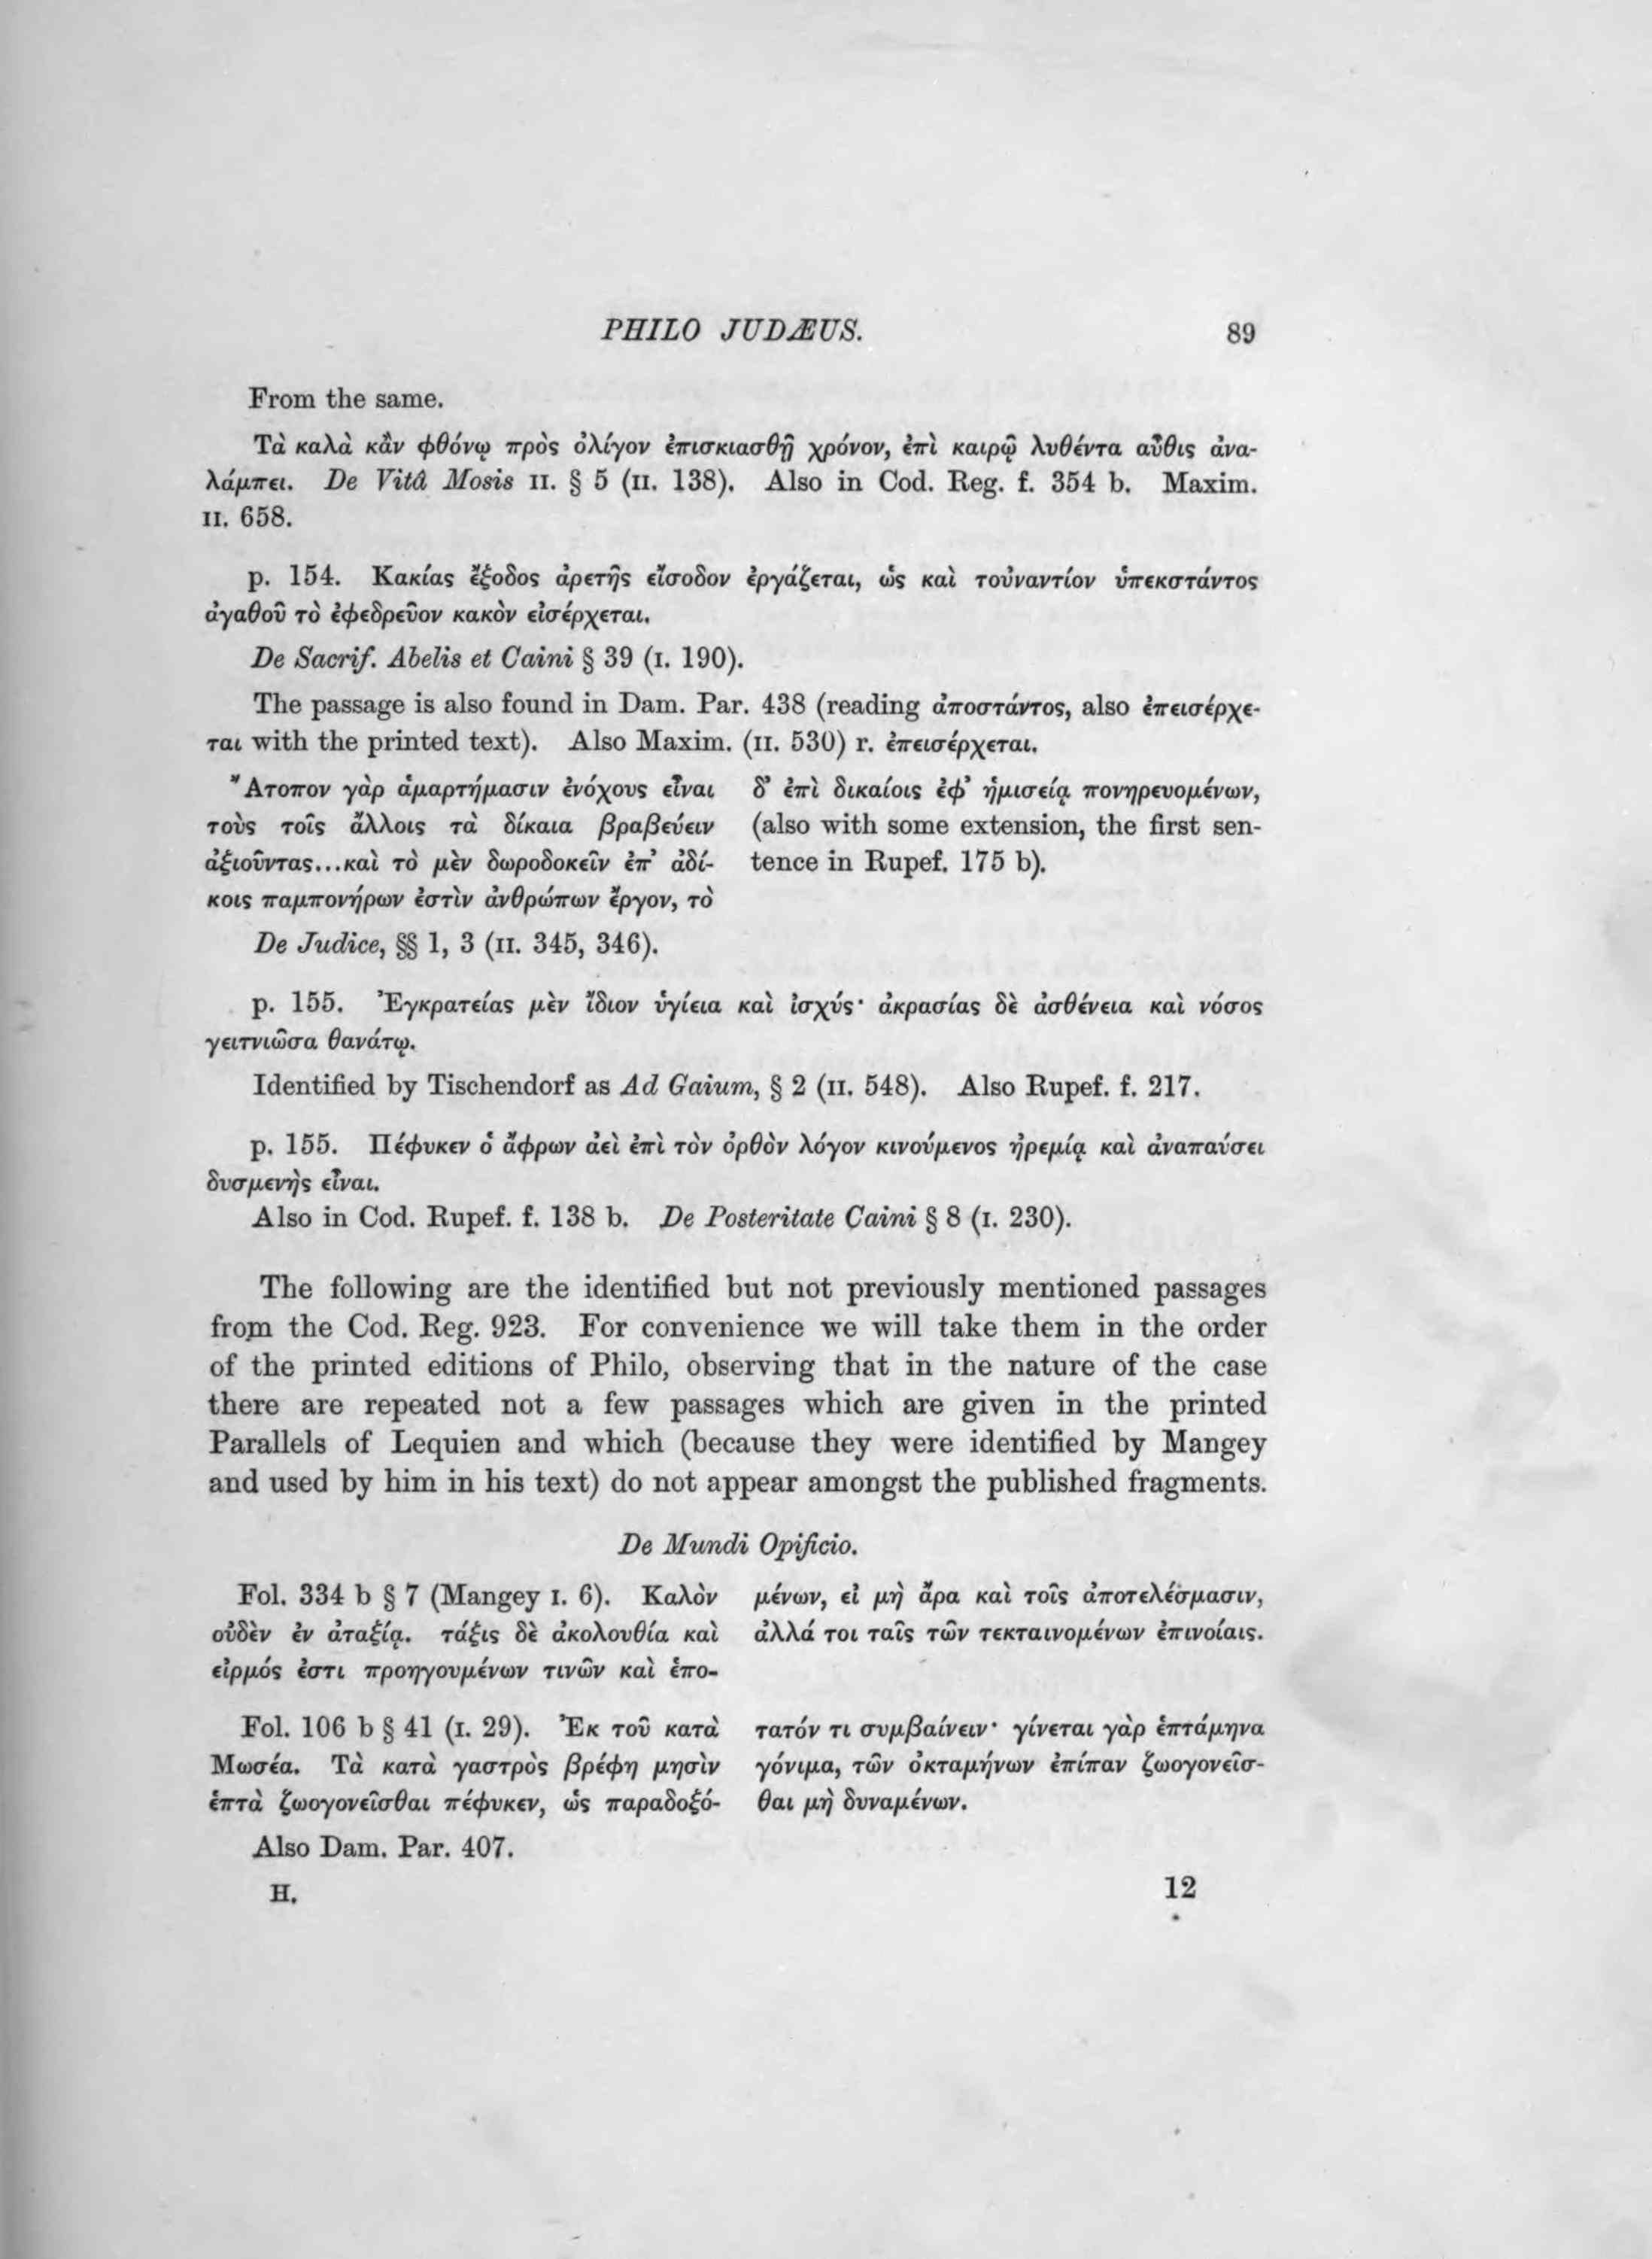 PHILO JUDÆUS. 89
From the same.
Τὰ καλὰ κἂν φθόνῳ πρὸς ὀλίγον ἐπισκιασθῇ χρόνον, ἐπὶ καιρῷ λυθέντα αὖθις ἀνα-
λάμπει. De Vitâ Mosis II. § 5 (II. 138). Also in Cod. Reg. f. 354 b. Maxim.
II. 658.
p. 154. Κακίας ἔξοδος ἀρετῆς εἴσοδον ἐργάζεται, ὡς καὶ τοὐναντίον ὑπεκστάντος
ἀγαθοῦ τὸ ἐφεδρεῦον κακὸν εἰσέρχεται.
De Sacrif. Abelis et Caini § 39 (I. 190).
The passage is also found in Dam. Par. 438 (reading ἀποστάντος, also ἐπεισέρχε-
ται with the printed text). Also Maxim. (II. 530) r. ἐπεισέρχεται.
Ἄτοπον γὰρ ἁμαρτήμασιν ἐνόχους εἶναι
τοὺς τοῖς ἄλλοις τὰ δίκαια βραβεύειν
ἀξιοῦντας...καὶ τὸ μὲν δωροδοκεῖν ἐπ’ ἀδί-
κοις παμπονήρων ἐστὶν ἀνθρώπων ἔργον, τὸ
δ’ ἐπὶ δικαίοις ἐφ’ ἡμισείᾳ πονηρευομένων,
(also with some extension, the first sen-
tence in Rupef. 175 b).
De Judice, §§ 1, 3 (II. 345, 346).
p. 155. Ἐγκρατείας μὲν ἴδιον ὑγίεια καὶ ἰσχύς· ἀκρασίας δὲ ἀσθένεια καὶ νόσος
γειτνιῶσα θανάτῳ.
Identified by Tischendorf as Ad Gaium, § 2 (II. 548). Also Rupef. f. 217.
p. 155. Πέφυκεν ὁ ἄφρων ἀεὶ ἐπὶ τὸν ὀρθὸν λόγον κινούμενος ἠρεμίᾳ καὶ ἀναπαύσει
δυσμενὴς εἶναι.
Also in Cod. Rupef. f. 138 b. De Posteritate Caini § 8 (I. 230).
The following are the identified but not previously mentioned passages
from the Cod. Reg. 923. For convenience we will take them in the order
of the printed editions of Philo, observing that in the nature of the case
there are repeated not a few passages which are given in the printed
Parallels of Lequien and which (because they were identified by Mangey
and used by him in his text) do not appear amongst the published fragments.
De Mundi Opificio.
Fol. 334 b § 7 (Mangey I. 6). Καλὸν
οὐδὲν ἐν ἀταξίᾳ. τάξις δὲ ἀκολουθία καὶ
εἱρμός ἐστι προηγουμένων τινῶν καὶ ἑπο-
μένων, εἰ μὴ ἄρα καὶ τοῖς ἀποτελέσμασιν,
ἀλλά τοι ταῖς τῶν τεκταινομένων ἐπινοίαις.
Fol. 106 b § 41 (I. 29). Ἐκ τοῦ κατὰ
Μωσέα. Τὰ κατὰ γαστρὸς βρέφη μησὶν
ἑπτὰ ζωογονεῖσθαι πέφυκεν, ὡς παραδοξό-
τατόν τι συμβαίνειν· γίνεται γὰρ ἑπτάμηνα
γόνιμα, τῶν ὀκταμήνων ἐπίπαν ζωογονεῖσ-
θαι μὴ δυναμένων.
Also Dam. Par. 407.
H. 12